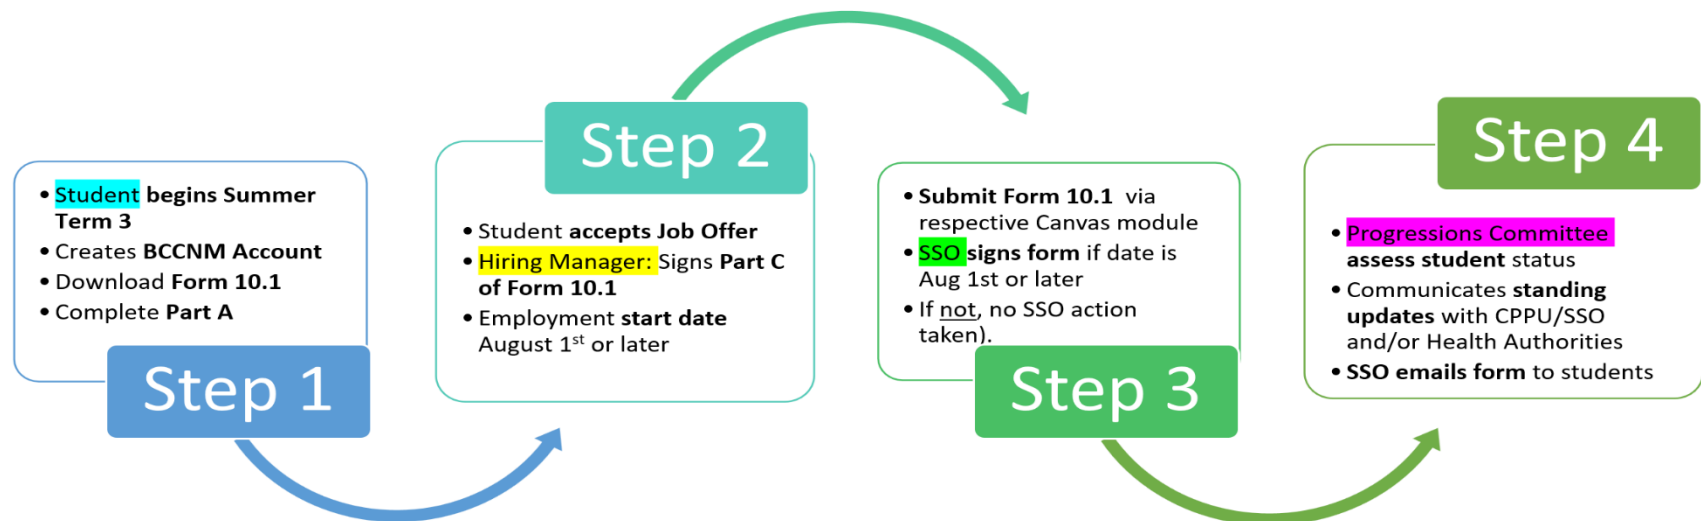 • Student begins Summer
Term 3
• Creates BCCNM Account
• Download Form 10.1
• Complete Part A
Step 1
Step 2
• Student accepts Job Offer
• Hiring Manager: Signs Part C
of Form 10.1
• Employment start date
August 1st or later
• Submit Form 10.1 via
respective Canvas module
• SSO signs form if date is
Aug 1st or later
• If not, no SSO action
taken).
Step 3
Step 4
• Progressions Committee
assess student status
• Communicates standing
updates with CPPU/SSO
and/or Health Authorities
• SSO emails form to students